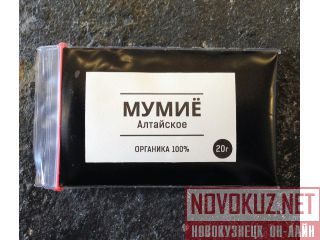 МУМИЁ
Алтайское
ОРГАНИКА 100%
20г
NOVOKUZ.NET
НОВОКУЗНЕЦК ОН-ЛАЙН